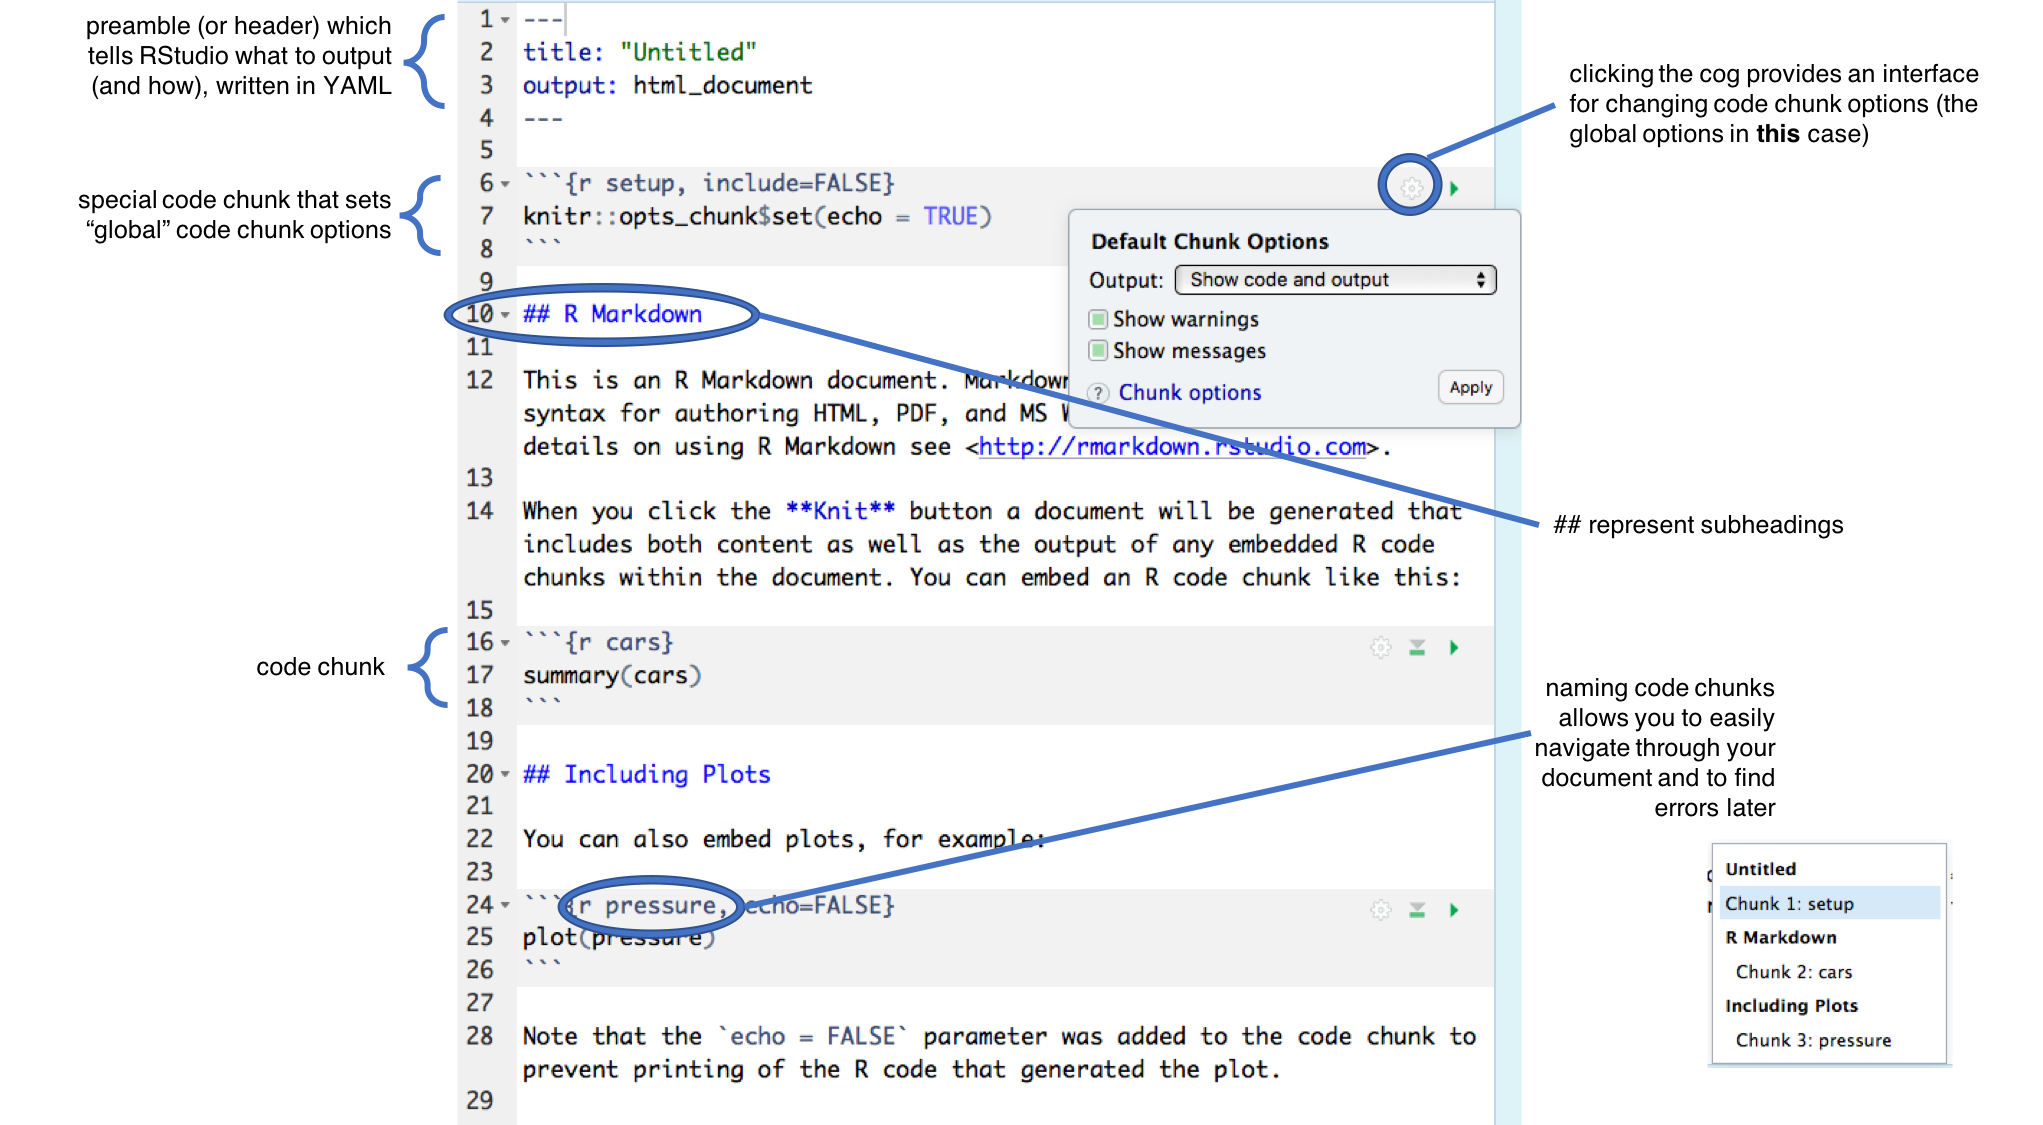 preamble (or header) which
tells RStudio what to output
(and how), written in YAML
special code chunk that sets
“global” code chunk options
code chunk
1 ---
2 title: "Untitled"
3 output: html_document
4 ---
5
6 ```{r setup, include=FALSE}
7 knitr::opts_chunk$set(echo = TRUE)
8 ```
9
10 ## R Markdown
11
12 This is an R Markdown document. Markdown
syntax for authoring HTML, PDF, and MS
details on using R Markdown see <http://rmarkdown.rstudio.com>.
13
14 When you click the **Knit** button a document will be generated that
includes both content as well as the output of any embedded R code
chunks within the document. You can embed an R code chunk like this:
15
16 ```{r cars}
17 summary(cars)
18 ```
19
20 ## Including Plots
21
22 You can also embed plots, for example:
23
24 ```{r pressure, echo=FALSE}
25 plot(pressure)
26 ```
27
28 Note that the `echo = FALSE` parameter was added to the code chunk to
prevent printing of the R code that generated the plot.
29
Default Chunk Options
Output: Show code and output
Show warnings
Show messages
? Chunk options
Apply
clicking the cog provides an interface
for changing code chunk options (the
global options in this case)
## represent subheadings
naming code chunks
allows you to easily
navigate through your
document and to find
errors later
Untitled
Chunk 1: setup
R Markdown
Chunk 2: cars
Including Plots
Chunk 3: pressure